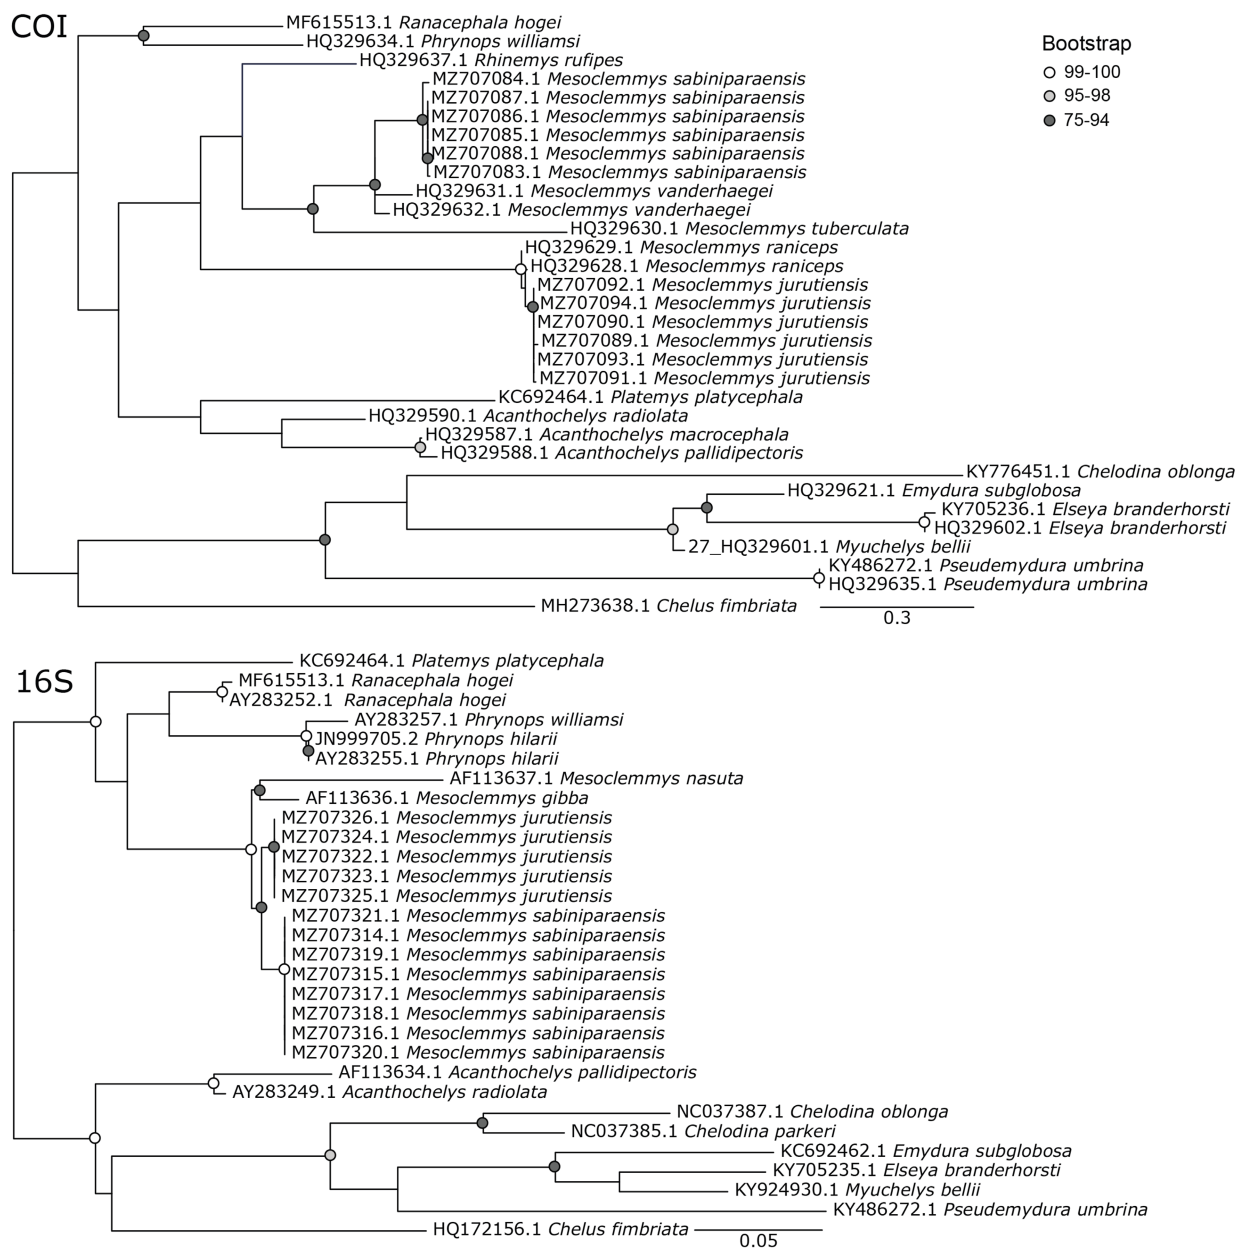 COI
MF615513.1 Ranacephala hogei
HQ329634.1 Phrynops williamsi
HQ329637.1 Rhinemys rufipes
MZ707084.1 Mesoclemmys sabiniparaensis
MZ707087.1 Mesoclemmys sabiniparaensis
MZ707086.1 Mesoclemmys sabiniparaensis
MZ707085.1 Mesoclemmys sabiniparaensis
MZ707088.1 Mesoclemmys sabiniparaensis
MZ707083.1 Mesoclemmys sabiniparaensis
HQ329631.1 Mesoclemmys vanderhaegei
HQ329632.1 Mesoclemmys vanderhaegei
HQ329630.1 Mesoclemmys tuberculata
HQ329629.1 Mesoclemmys raniceps
HQ329628.1 Mesoclemmys raniceps
MZ707092.1 Mesoclemmys jurutiensis
MZ707094.1 Mesoclemmys jurutiensis
MZ707090.1 Mesoclemmys jurutiensis
MZ707089.1 Mesoclemmys jurutiensis
MZ707093.1 Mesoclemmys jurutiensis
MZ707091.1 Mesoclemmys jurutiensis
KC692464.1 Platemys platycephala
HQ329590.1 Acanthochelys radiolata
HQ329587.1 Acanthochelys macrocephala
HQ329588.1 Acanthochelys pallidipectoris
KY776451.1 Chelodina oblonga
HQ329621.1 Emydura subglobosa
KY705236.1 Elseya branderhorsti
HQ329602.1 Elseya branderhorsti
27_HQ329601.1 Myuchelys bellii
KY486272.1 Pseudemydura umbrina
HQ329635.1 Pseudemydura umbrina
MH273638.1 Chelus fimbriata
0.3
Bootstrap
99-100
95-98
75-94
16S
KC692464.1 Platemys platycephala
MF615513.1 Ranacephala hogei
AY283252.1 Ranacephala hogei
AY283257.1 Phrynops williamsi
JN999705.2 Phrynops hilarii
AY283255.1 Phrynops hilarii
AF113637.1 Mesoclemmys nasuta
AF113636.1 Mesoclemmys gibba
MZ707326.1 Mesoclemmys jurutiensis
MZ707324.1 Mesoclemmys jurutiensis
MZ707322.1 Mesoclemmys jurutiensis
MZ707323.1 Mesoclemmys jurutiensis
MZ707325.1 Mesoclemmys jurutiensis
MZ707321.1 Mesoclemmys sabiniparaensis
MZ707314.1 Mesoclemmys sabiniparaensis
MZ707319.1 Mesoclemmys sabiniparaensis
MZ707315.1 Mesoclemmys sabiniparaensis
MZ707317.1 Mesoclemmys sabiniparaensis
MZ707318.1 Mesoclemmys sabiniparaensis
MZ707316.1 Mesoclemmys sabiniparaensis
MZ707320.1 Mesoclemmys sabiniparaensis
AF113634.1 Acanthochelys pallidipectoris
AY283249.1 Acanthochelys radiolata
NC037387.1 Chelodina oblonga
NC037385.1 Chelodina parkeri
KC692462.1 Emydura subglobosa
KY705235.1 Elseya branderhorsti
KY924930.1 Myuchelys bellii
KY486272.1 Pseudemydura umbrina
HQ172156.1 Chelus fimbriata
0.05